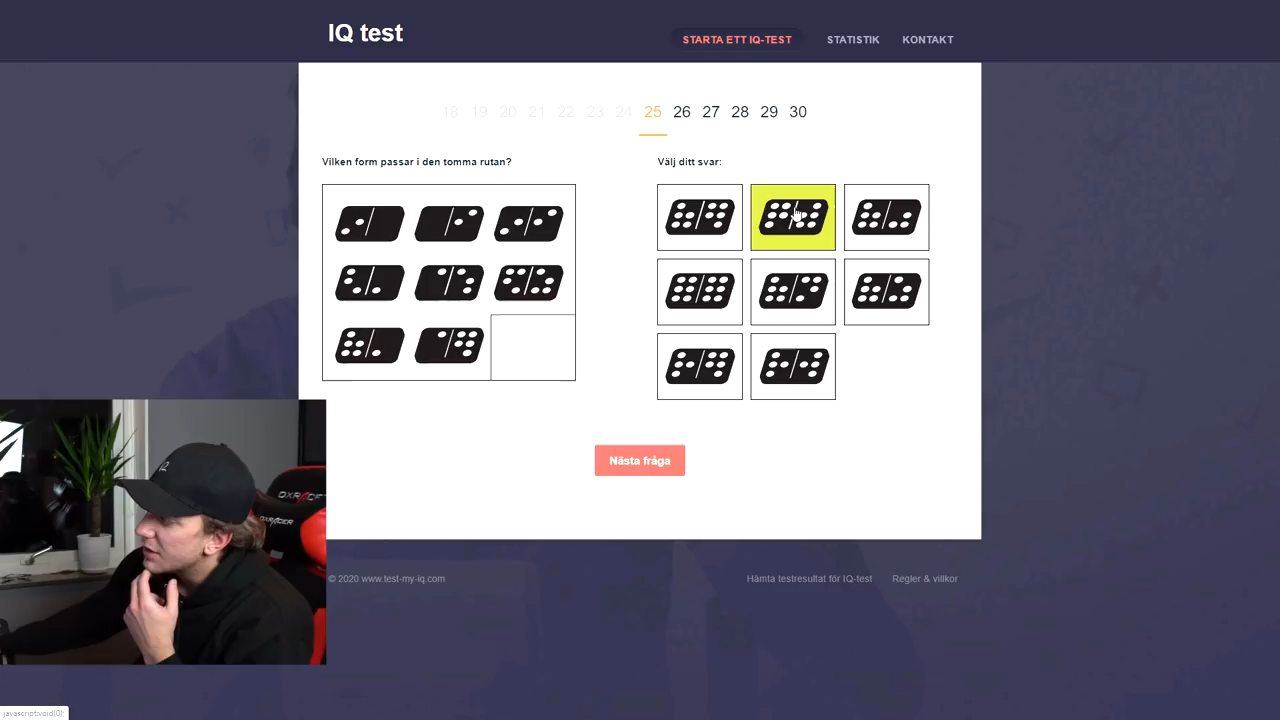 IQ test
STARTA ETT IQ-TEST STATISTIK KONTAKT
18 19 20 21 22 23 24 25 26 27 28 29 30
Vilken form passar i den tomma rutan?
Välj ditt svar:
Nästa fråga
DXRACER
DXRACER
© 2020 www.test-my-iq.com
Hämta testresultat för IQ-test Regler & villkor
javascript:void(0);